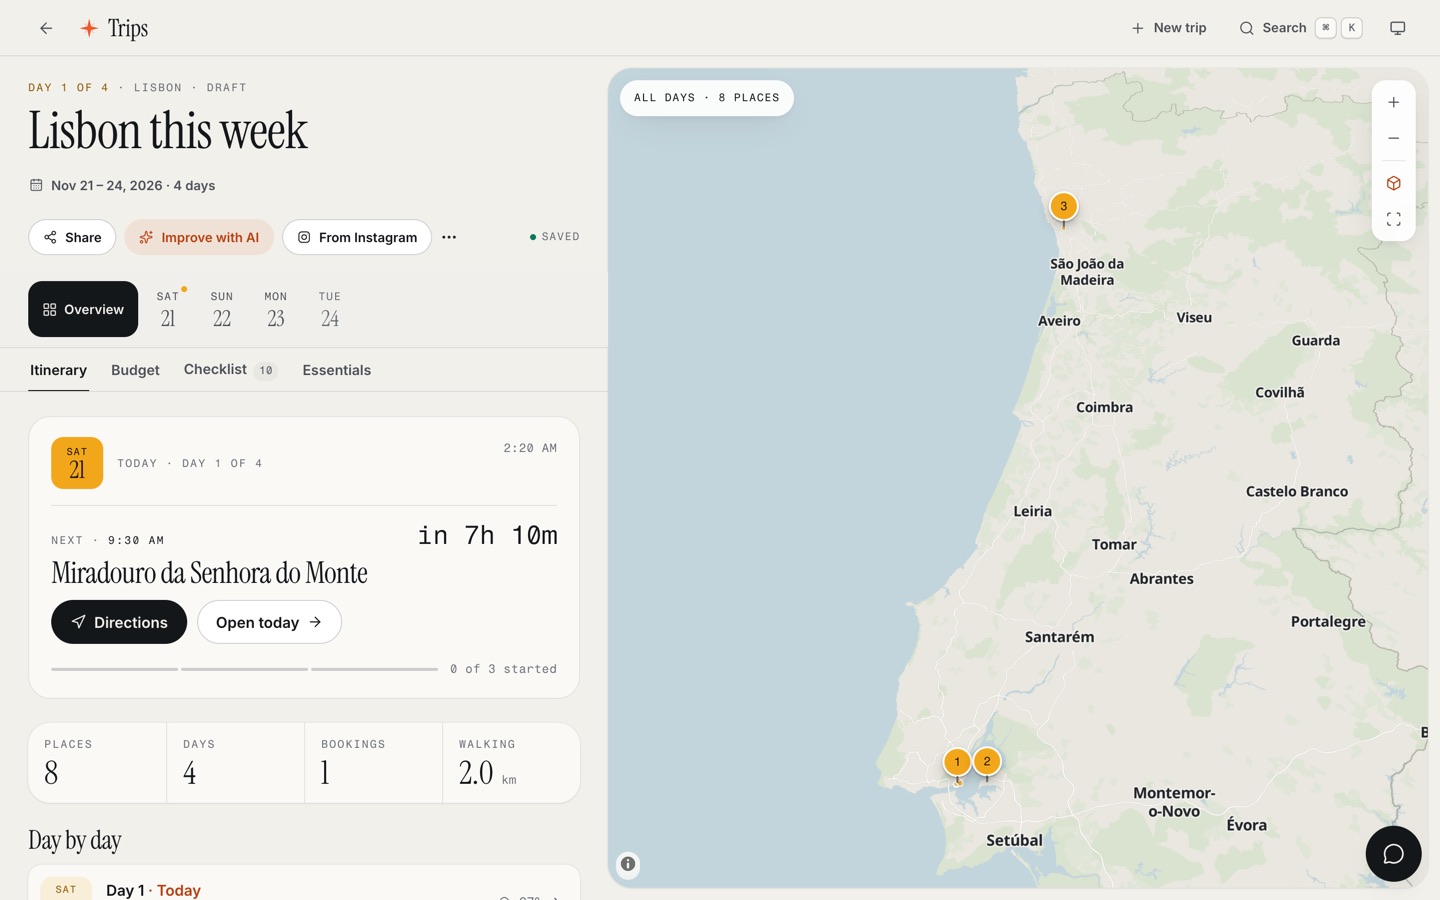 Trips
New trip
Search ⌘ K
DAY 1 OF 4 · LISBON · DRAFT
Lisbon this week
Nov 21 – 24, 2026 · 4 days
Share
Improve with AI
From Instagram
SAVED
Overview
SAT 21
SUN 22
MON 23
TUE 24
Itinerary
Budget
Checklist 10
Essentials
SAT 21
TODAY · DAY 1 OF 4
2:20 AM
NEXT · 9:30 AM
in 7h 10m
Miradouro da Senhora do Monte
Directions
Open today
0 of 3 started
PLACES
8
DAYS
4
BOOKINGS
1
WALKING
2.0 km
Day by day
SAT
Day 1 · Today
ALL DAYS · 8 PLACES
3
São João da
Madeira
Aveiro
Viseu
Guarda
Covilhã
Coimbra
Castelo Branco
Leiria
Tomar
Abrantes
Portalegre
Santarém
B
1
2
Montemor-
o-Novo
Évora
Setúbal